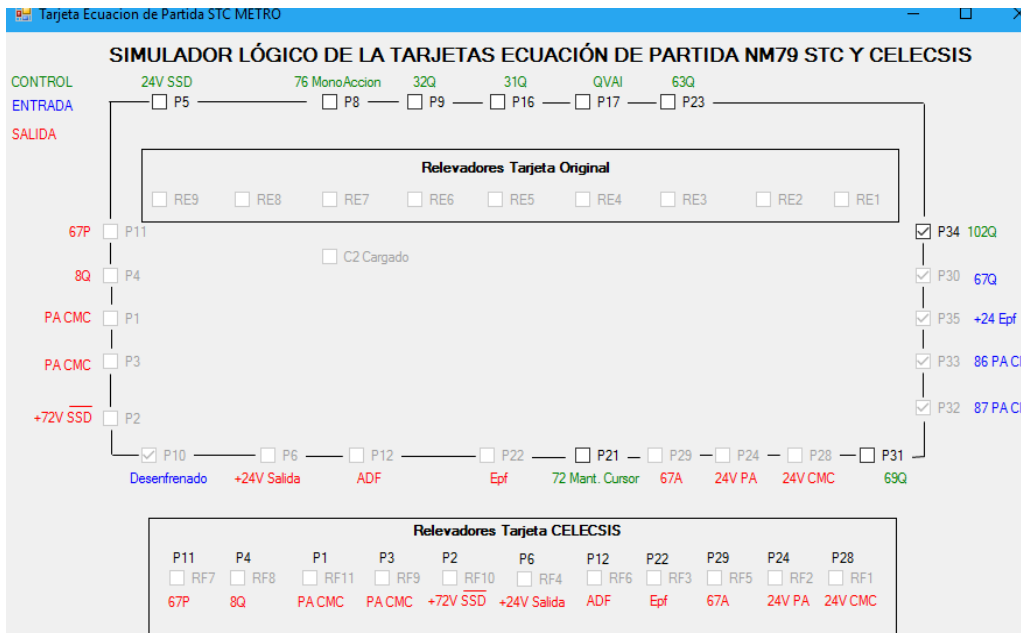 Tarjeta Ecuacion de Partida STC METRO
SIMULADOR LÓGICO DE LA TARJETAS ECUACIÓN DE PARTIDA NM79 STC Y CELECSIS
CONTROL 24V SSD 76 MonoAccion 32Q 31Q QVAI 63Q
ENTRADA P5 P8 P9 P16 P17 P23
SALIDA
Relevadores Tarjeta Original
RE9 RE8 RE7 RE6 RE5 RE4 RE3 RE2 RE1
67P P11 P34 102Q
C2 Cargado
8Q P4 P30 67Q
PA CMC P1 P35 +24 Epf
PA CMC P3 P33 86 PA C
+72V SSD P2 P32 87 PA C
P10 P6 P12 P22 P21 P29 P24 P28 P31
Desenfrenado +24V Salida ADF Epf 72 Mant. Cursor 67A 24V PA 24V CMC 69Q
Relevadores Tarjeta CELECSIS
P11 P4 P1 P3 P2 P6 P12 P22 P29 P24 P28
RF7 RF8 RF11 RF9 RF10 RF4 RF6 RF3 RF5 RF2 RF1
67P 8Q PA CMC PA CMC +72V SSD +24V Salida ADF Epf 67A 24V PA 24V CMC